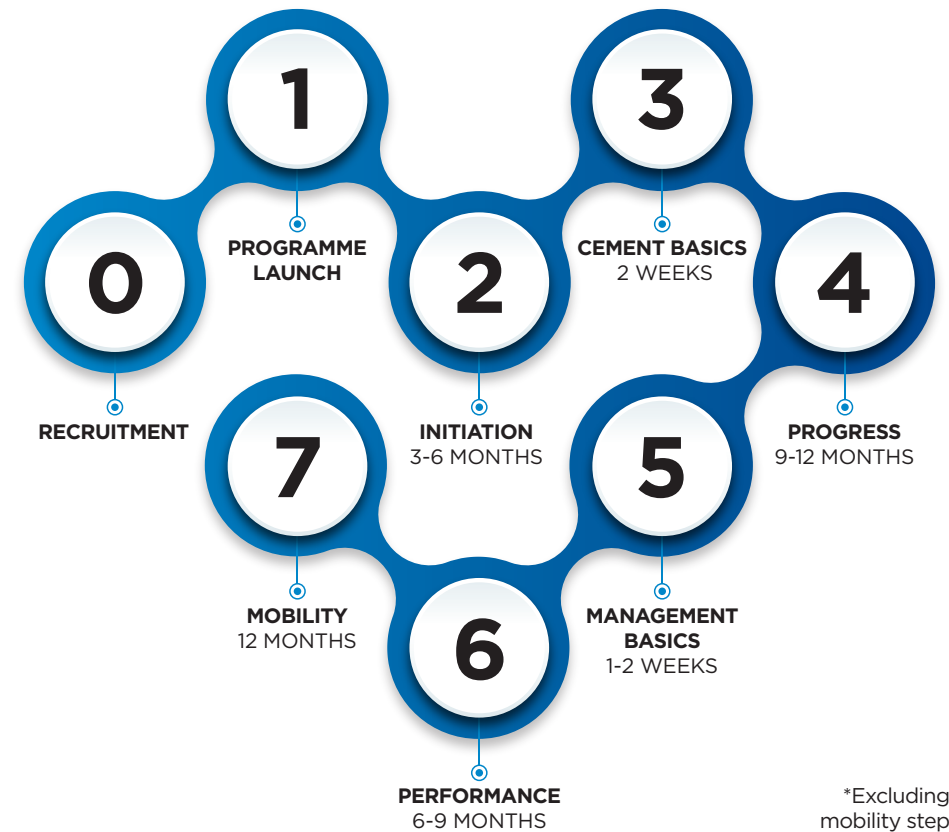 0
RECRUITMENT
1
PROGRAMME
LAUNCH
2
INITIATION
3-6 MONTHS
3
CEMENT BASICS
2 WEEKS
4
PROGRESS
9-12 MONTHS
5
MANAGEMENT
BASICS
1-2 WEEKS
6
PERFORMANCE
6-9 MONTHS
7
MOBILITY
12 MONTHS
*Excluding
mobility step